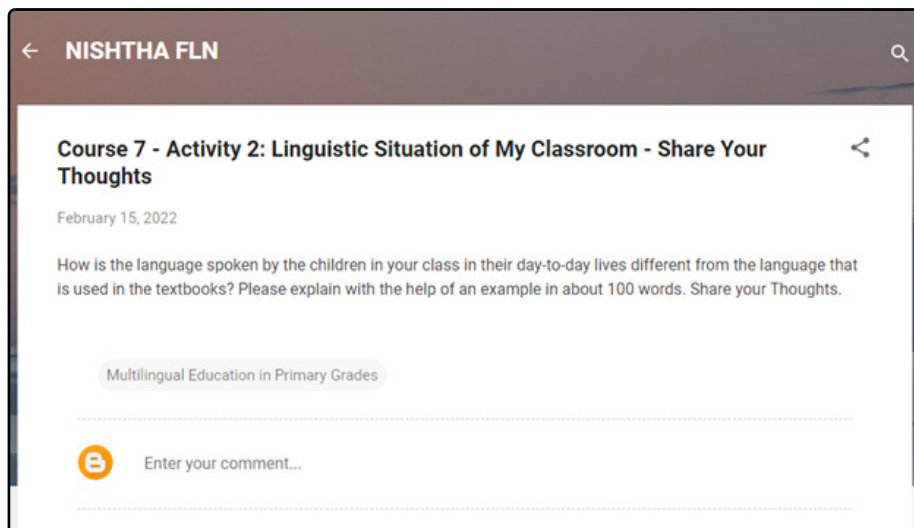 NISHTHA FLN
Course 7 - Activity 2: Linguistic Situation of My Classroom - Share Your
Thoughts
February 15, 2022
How is the language spoken by the children in your class in their day-to-day lives different from the language that
is used in the textbooks? Please explain with the help of an example in about 100 words. Share your Thoughts.
Multilingual Education in Primary Grades
Enter your comment...